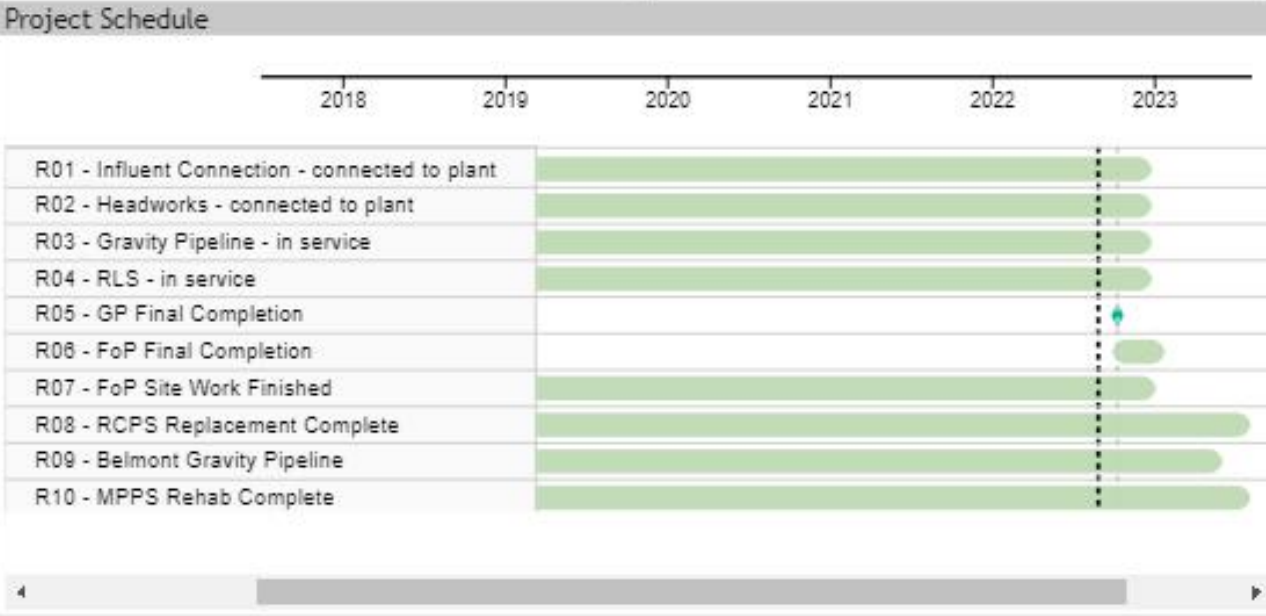 Project Schedule
2018 2019 2020 2021 2022 2023
R01 - Influent Connection - connected to plant
R02 - Headworks - connected to plant
R03 - Gravity Pipeline - in service
R04 - RLS - in service
R05 - GP Final Completion
R06 - FoP Final Completion
R07 - FoP Site Work Finished
R08 - RCPS Replacement Complete
R09 - Belmont Gravity Pipeline
R10 - MPPS Rehab Complete